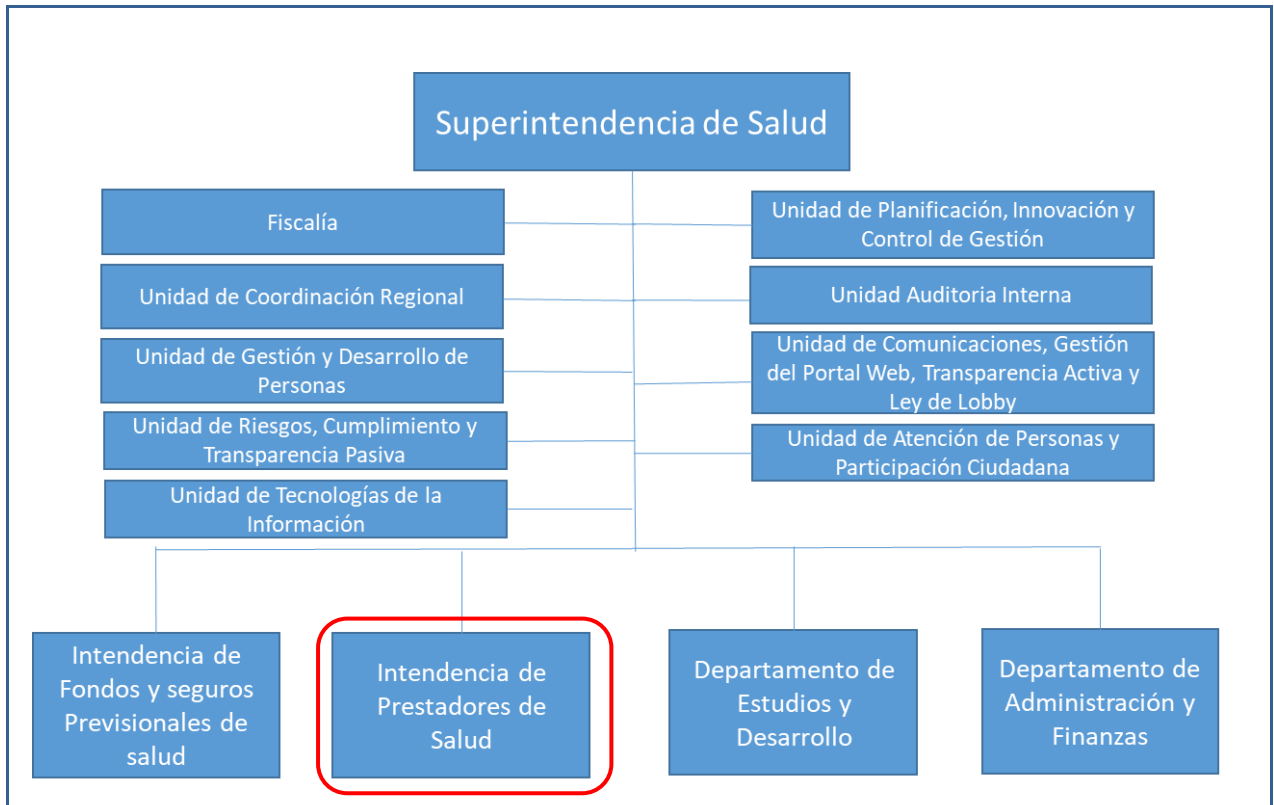 Superintendencia de Salud
Fiscalía
Unidad de Planificación, Innovación y
Control de Gestión
Unidad de Coordinación Regional
Unidad Auditoria Interna
Unidad de Gestión y Desarrollo de
Personas
Unidad de Comunicaciones, Gestión
del Portal Web, Transparencia Activa y
Ley de Lobby
Unidad de Riesgos, Cumplimiento y
Transparencia Pasiva
Unidad de Atención de Personas y
Participación Ciudadana
Unidad de Tecnologías de la
Información
Intendencia de
Fondos y seguros
Previsionales de
salud
Intendencia de
Prestadores de
Salud
Departamento de
Estudios y
Desarrollo
Departamento de
Administración y
Finanzas